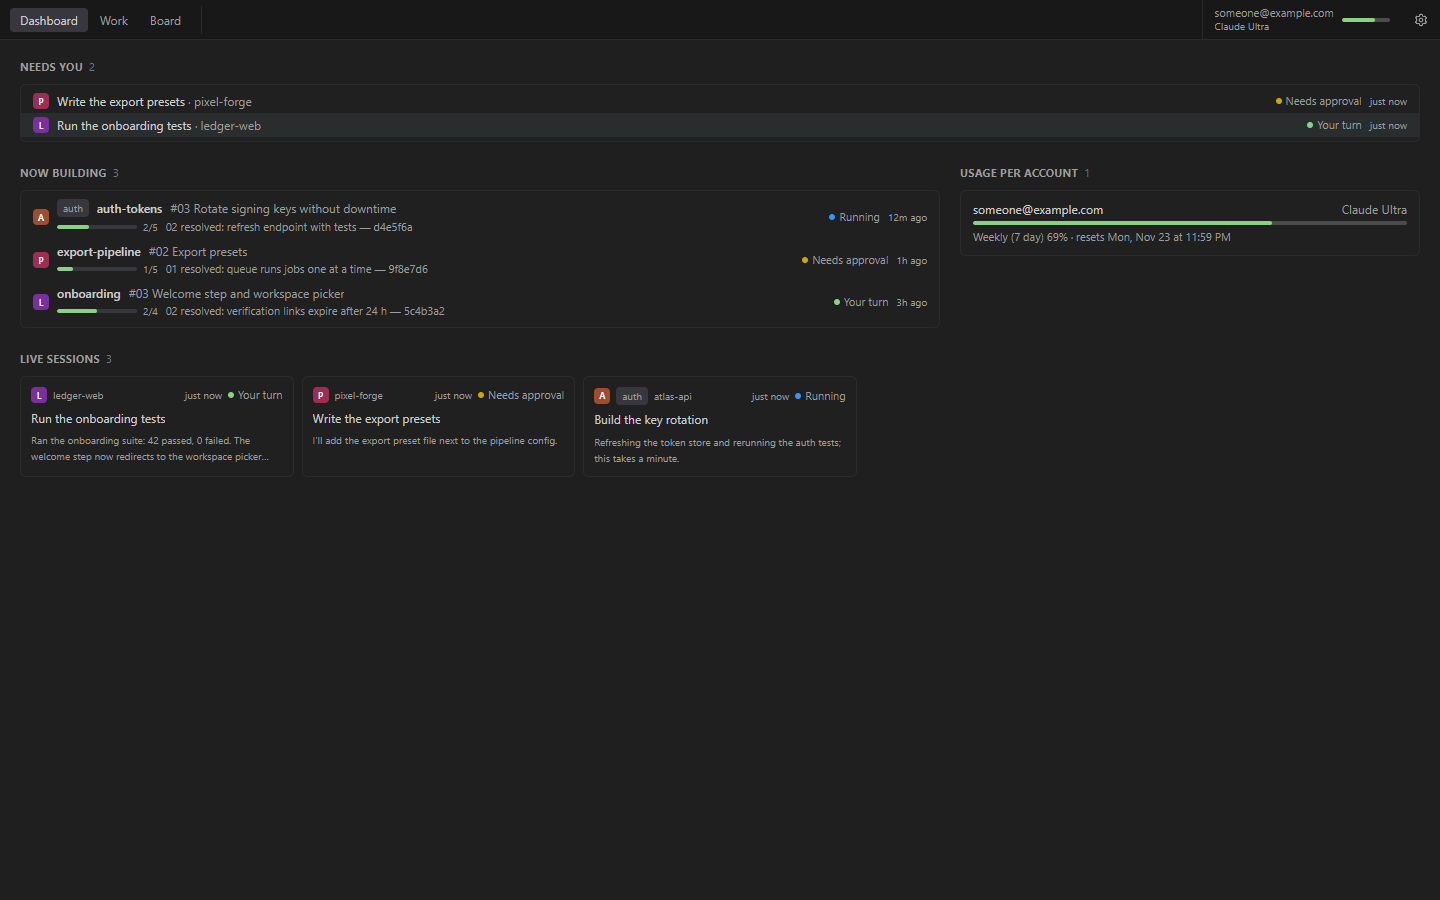 Dashboard Work Board
someone@example.com
Claude Ultra
NEEDS YOU 2
P Write the export presets · pixel-forge Needs approval just now
L Run the onboarding tests · ledger-web Your turn just now
NOW BUILDING 3
A auth auth-tokens #03 Rotate signing keys without downtime Running 12m ago
2/5 02 resolved: refresh endpoint with tests — d4e5f6a
P export-pipeline #02 Export presets Needs approval 1h ago
1/5 01 resolved: queue runs jobs one at a time — 9f8e7d6
L onboarding #03 Welcome step and workspace picker Your turn 3h ago
2/4 02 resolved: verification links expire after 24 h — 5c4b3a2
USAGE PER ACCOUNT 1
someone@example.com Claude Ultra
Weekly (7 day) 69% · resets Mon, Nov 23 at 11:59 PM
LIVE SESSIONS 3
L ledger-web just now Your turn
Run the onboarding tests
Ran the onboarding suite: 42 passed, 0 failed. The
welcome step now redirects to the workspace picker...
P pixel-forge just now Needs approval
Write the export presets
I'll add the export preset file next to the pipeline config.
A auth atlas-api just now Running
Build the key rotation
Refreshing the token store and rerunning the auth tests;
this takes a minute.